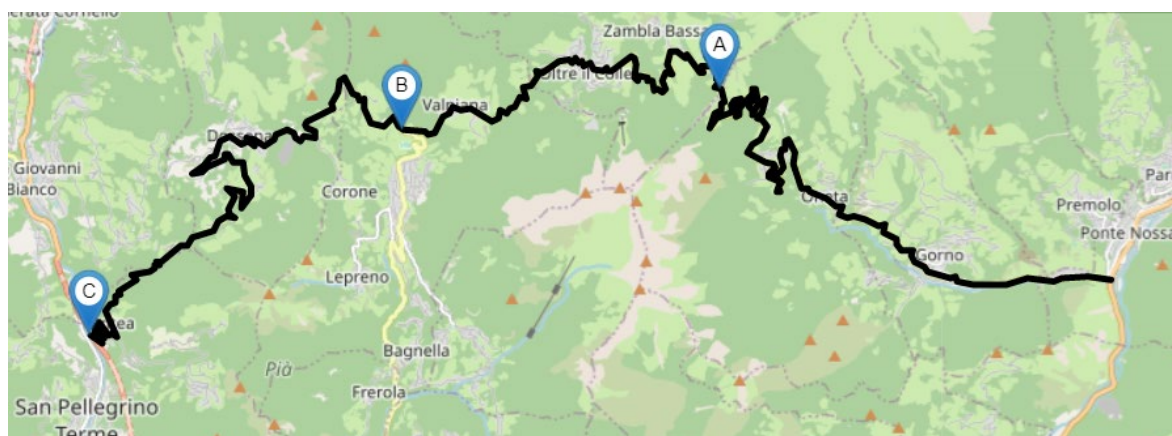 Zambla Bassa
A
B
Oltre il Colle
Valpiana
Giovanni
Bianco
Corone
Premolo
Ponte Nossa
Gorno
Lepreno
C
Bagnella
Pià
Frerola
San Pellegrino
Terme